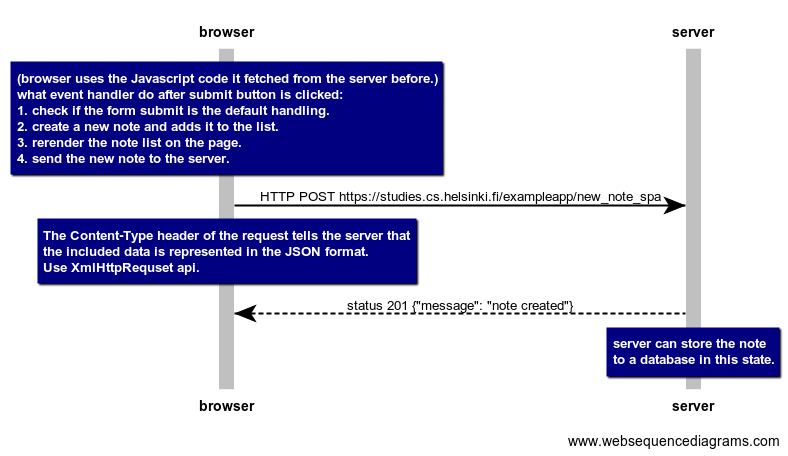 browser
server
(browser uses the Javascript code it fetched from the server before.)
what event handler do after submit button is clicked:
1. check if the form submit is the default handling.
2. create a new note and adds it to the list.
3. rerender the note list on the page.
4. send the new note to the server.
HTTP POST https://studies.cs.helsinki.fi/exampleapp/new_note_spa
The Content-Type header of the request tells the server that
the included data is represented in the JSON format.
Use XmlHttpRequset api.
status 201 {"message": "note created"}
server can store the note
to a database in this state.
browser
server
www.websequencediagrams.com